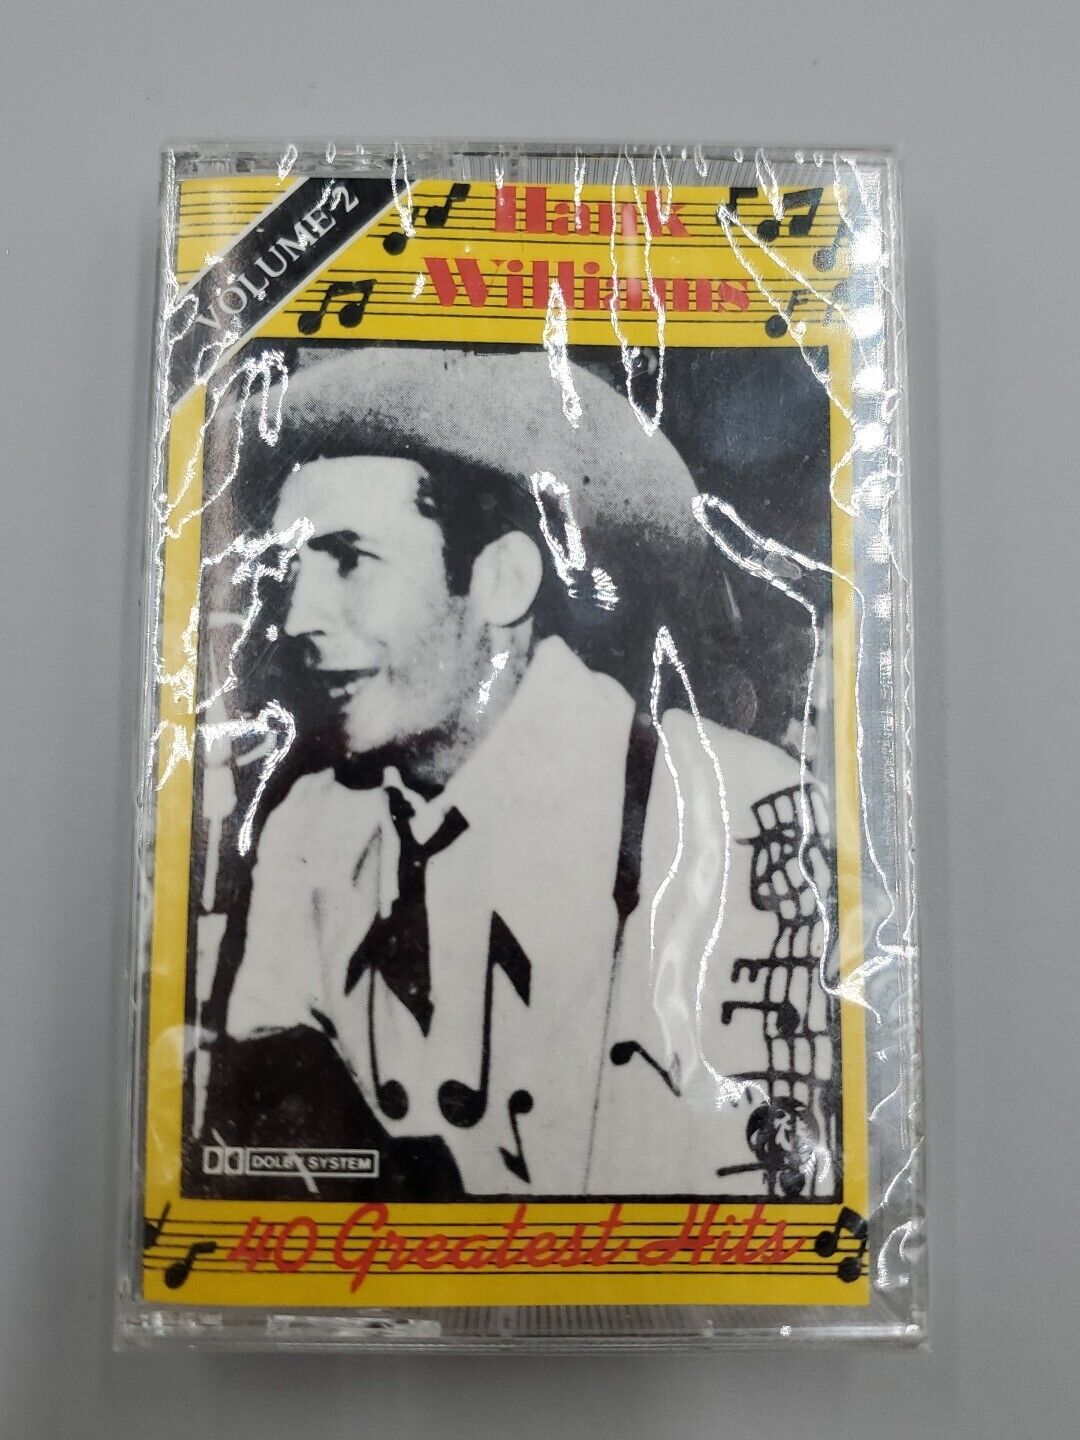 VOLUME 2
Hank
Williams
DOLBY SYSTEM
40 Greatest Hits